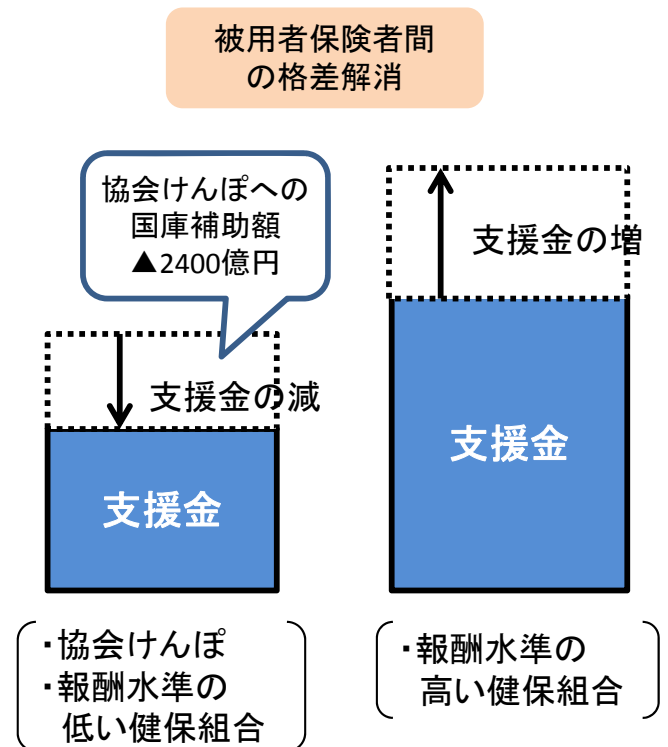 被用者保険者間
の格差解消
協会けんぽへの
国庫補助額
▲2400億円
支援金の減
支援金
・協会けんぽ
・報酬水準の
低い健保組合
支援金の増
支援金
・報酬水準の
高い健保組合